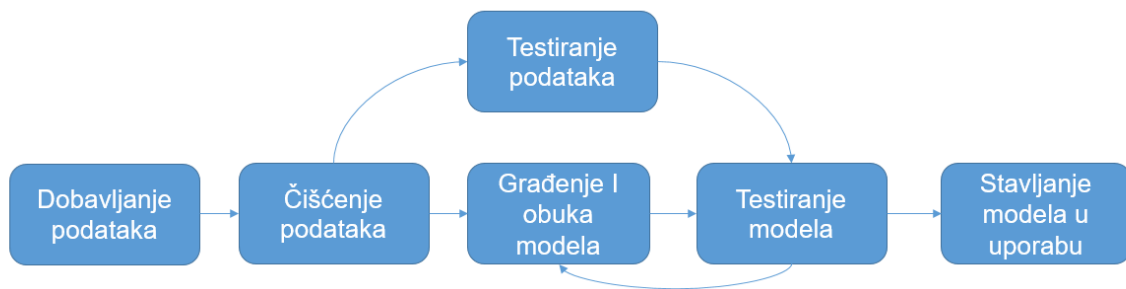 Testiranje
podataka
Dobavljanje
podataka
Čišćenje
podataka
Građenje I
obuka
modela
Testiranje
modela
Stavljanje
modela u
uporabu